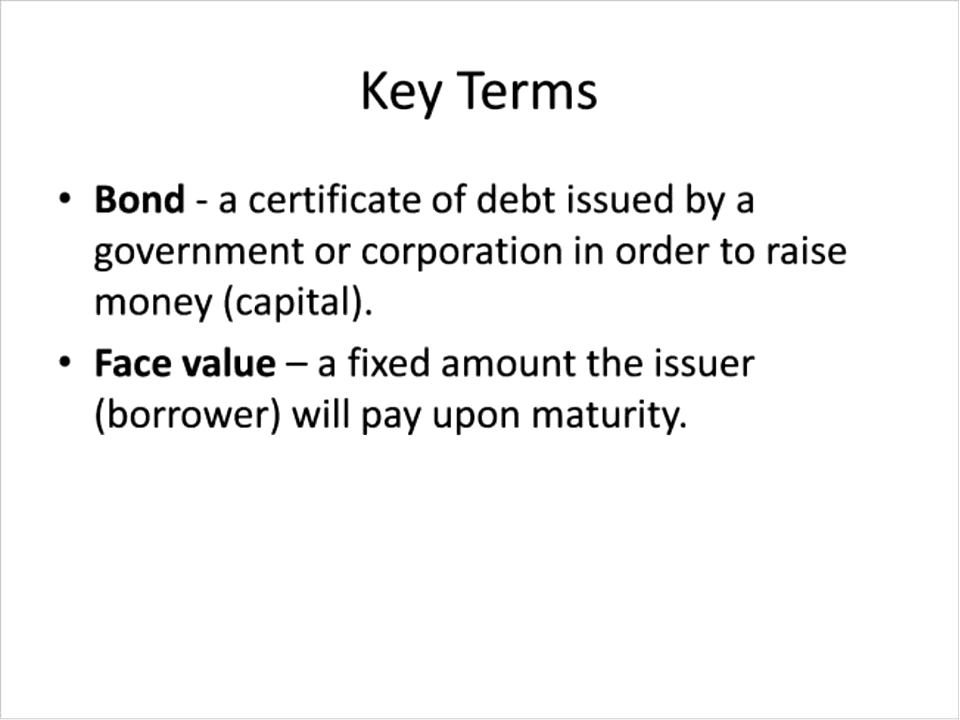 Key Terms
• Bond - a certificate of debt issued by a
government or corporation in order to raise
money (capital).
• Face value – a fixed amount the issuer
(borrower) will pay upon maturity.